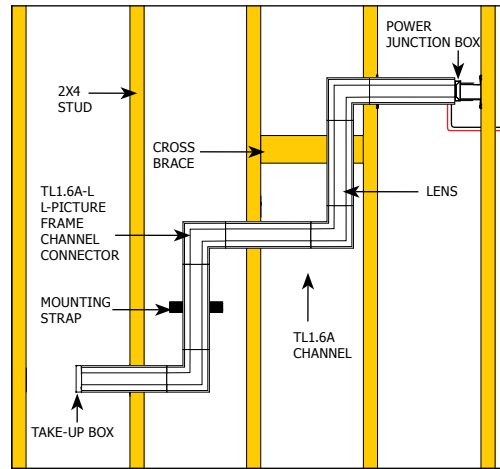 POWER
JUNCTION BOX
2X4
STUD
CROSS
BRACE
TL1.6A-L
L-PICTURE
FRAME
CHANNEL
CONNECTOR
LENS
MOUNTING
STRAP
TL1.6A
CHANNEL
TAKE-UP BOX